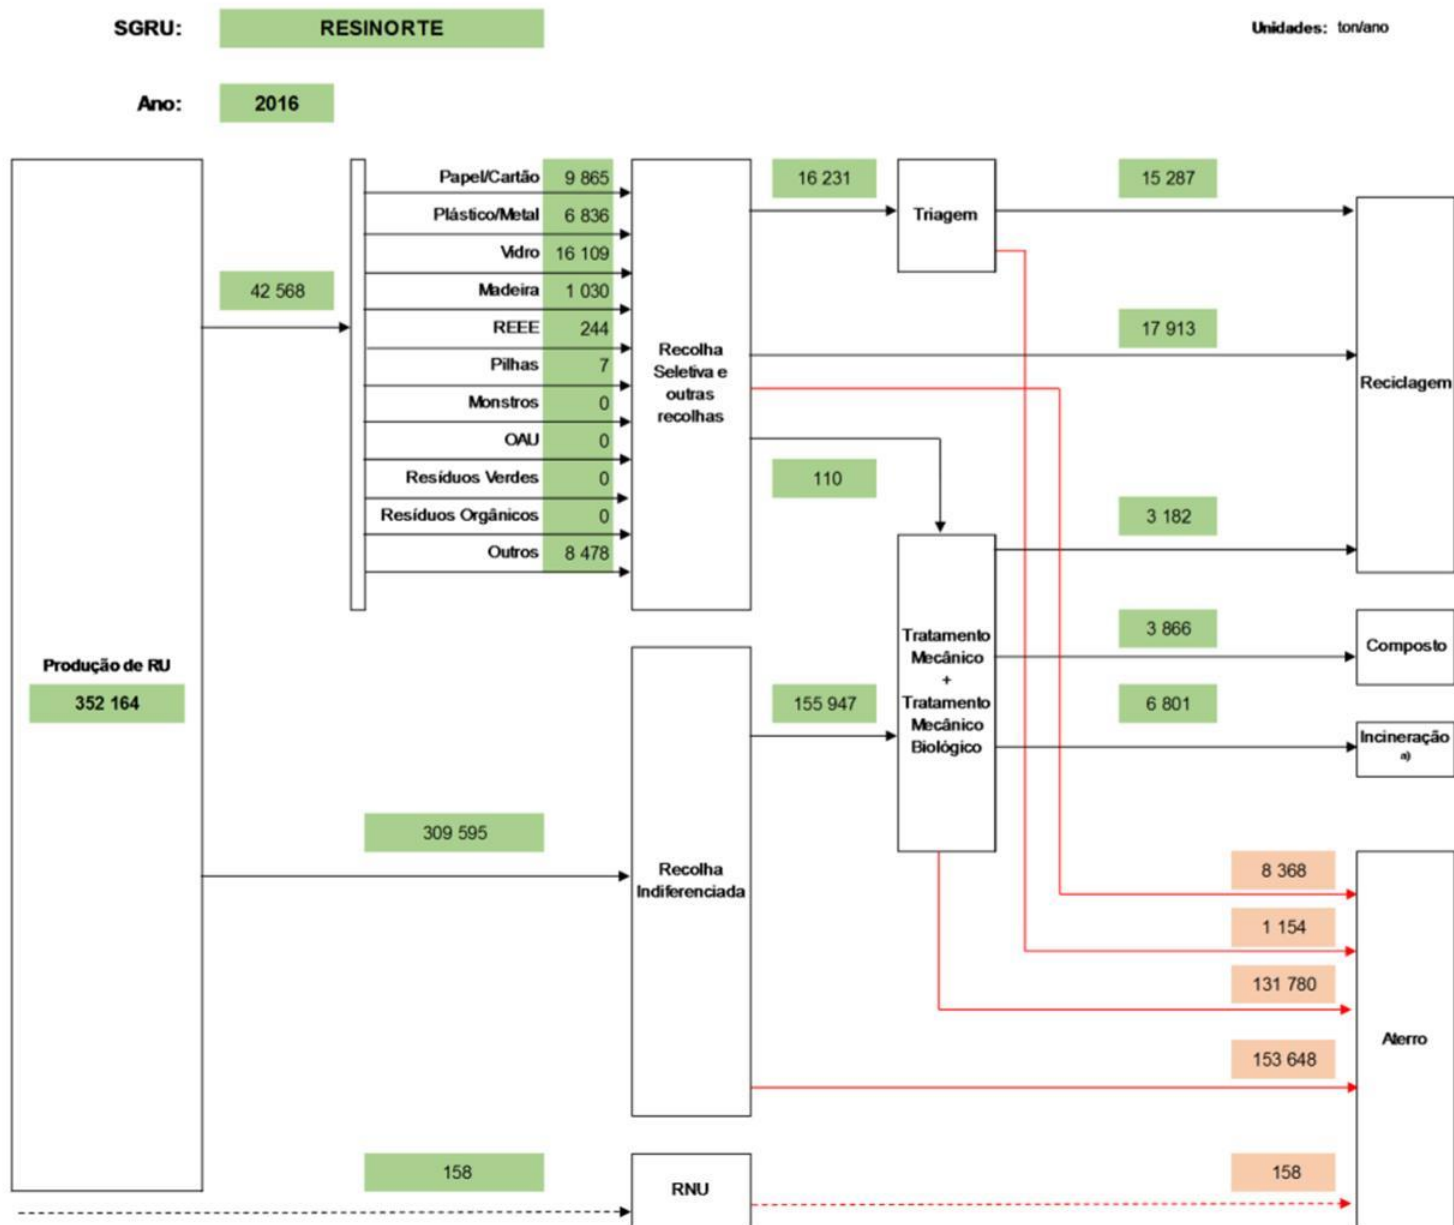 SGRU: RESINORTE Unidades: ton/ano
Ano: 2016
Papel/Cartão 9 865
Plástico/Metal 6 836
Vidro 16 109
Madeira 1 030
REEE 244
Pilhas 7
Monstros 0
OAU 0
Resíduos Verdes 0
Resíduos Orgânicos 0
Outros 8 478
42 568
Recolha
Seletiva e
outras
recolhas
16 231
Triagem
15 287
17 913
Reciclagem
110
3 182
Produção de RU
352 164
Tratamento
Mecânico
+
Tratamento
Mecânico
Biológico
155 947
3 866
Composto
6 801
Incineração
a)
309 595
Recolha
Indiferenciada
8 368
1 154
131 780
153 648
Aterro
158
RNU
158